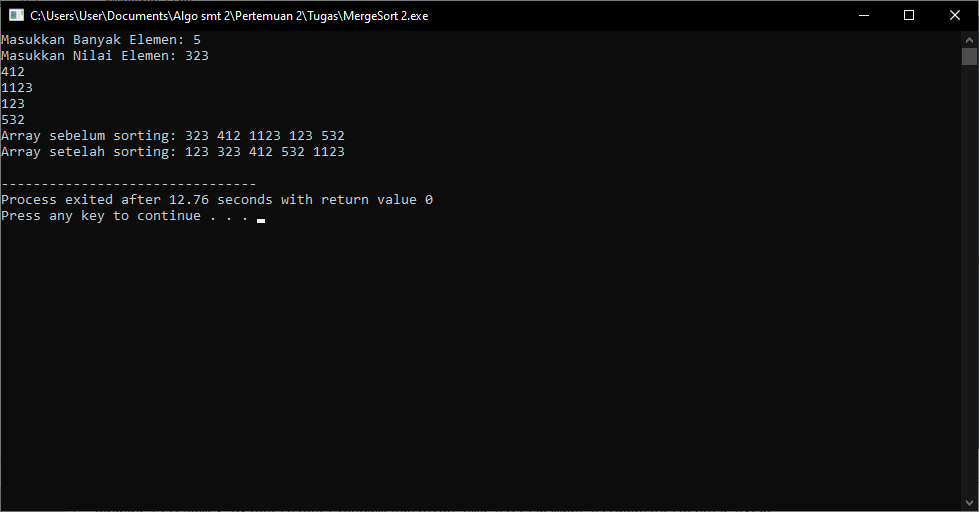 C:\Users\User\Documents\Algo smt 2\Pertemuan 2\Tugas\MergeSort 2.exe
Masukkan Banyak Elemen: 5
Masukkan Nilai Elemen: 323
412
1123
123
532
Array sebelum sorting: 323 412 1123 123 532
Array setelah sorting: 123 323 412 532 1123
--------------------------------
Process exited after 12.76 seconds with return value 0
Press any key to continue . . .